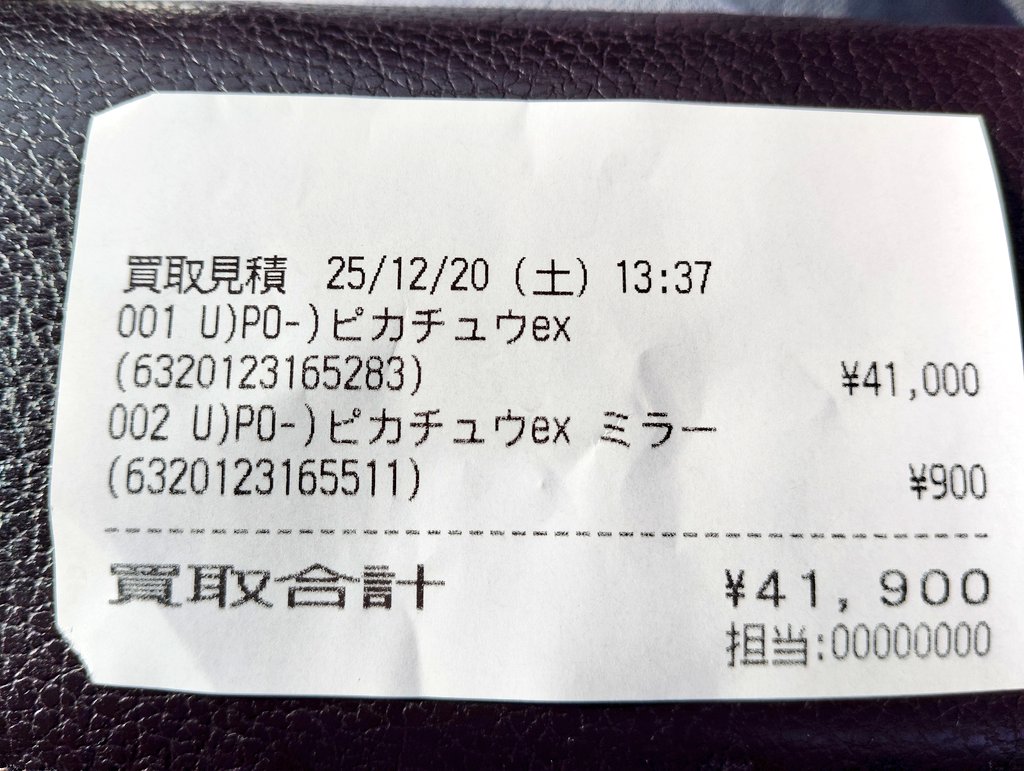 買取見積 25/12/20 (土) 13:37
001 U)PO-)ピカチュウex
(6320123165283) ¥41,000
002 U)PO-)ピカチュウex ミラー
(6320123165511) ¥900
買取合計 ¥41,900
担当:00000000